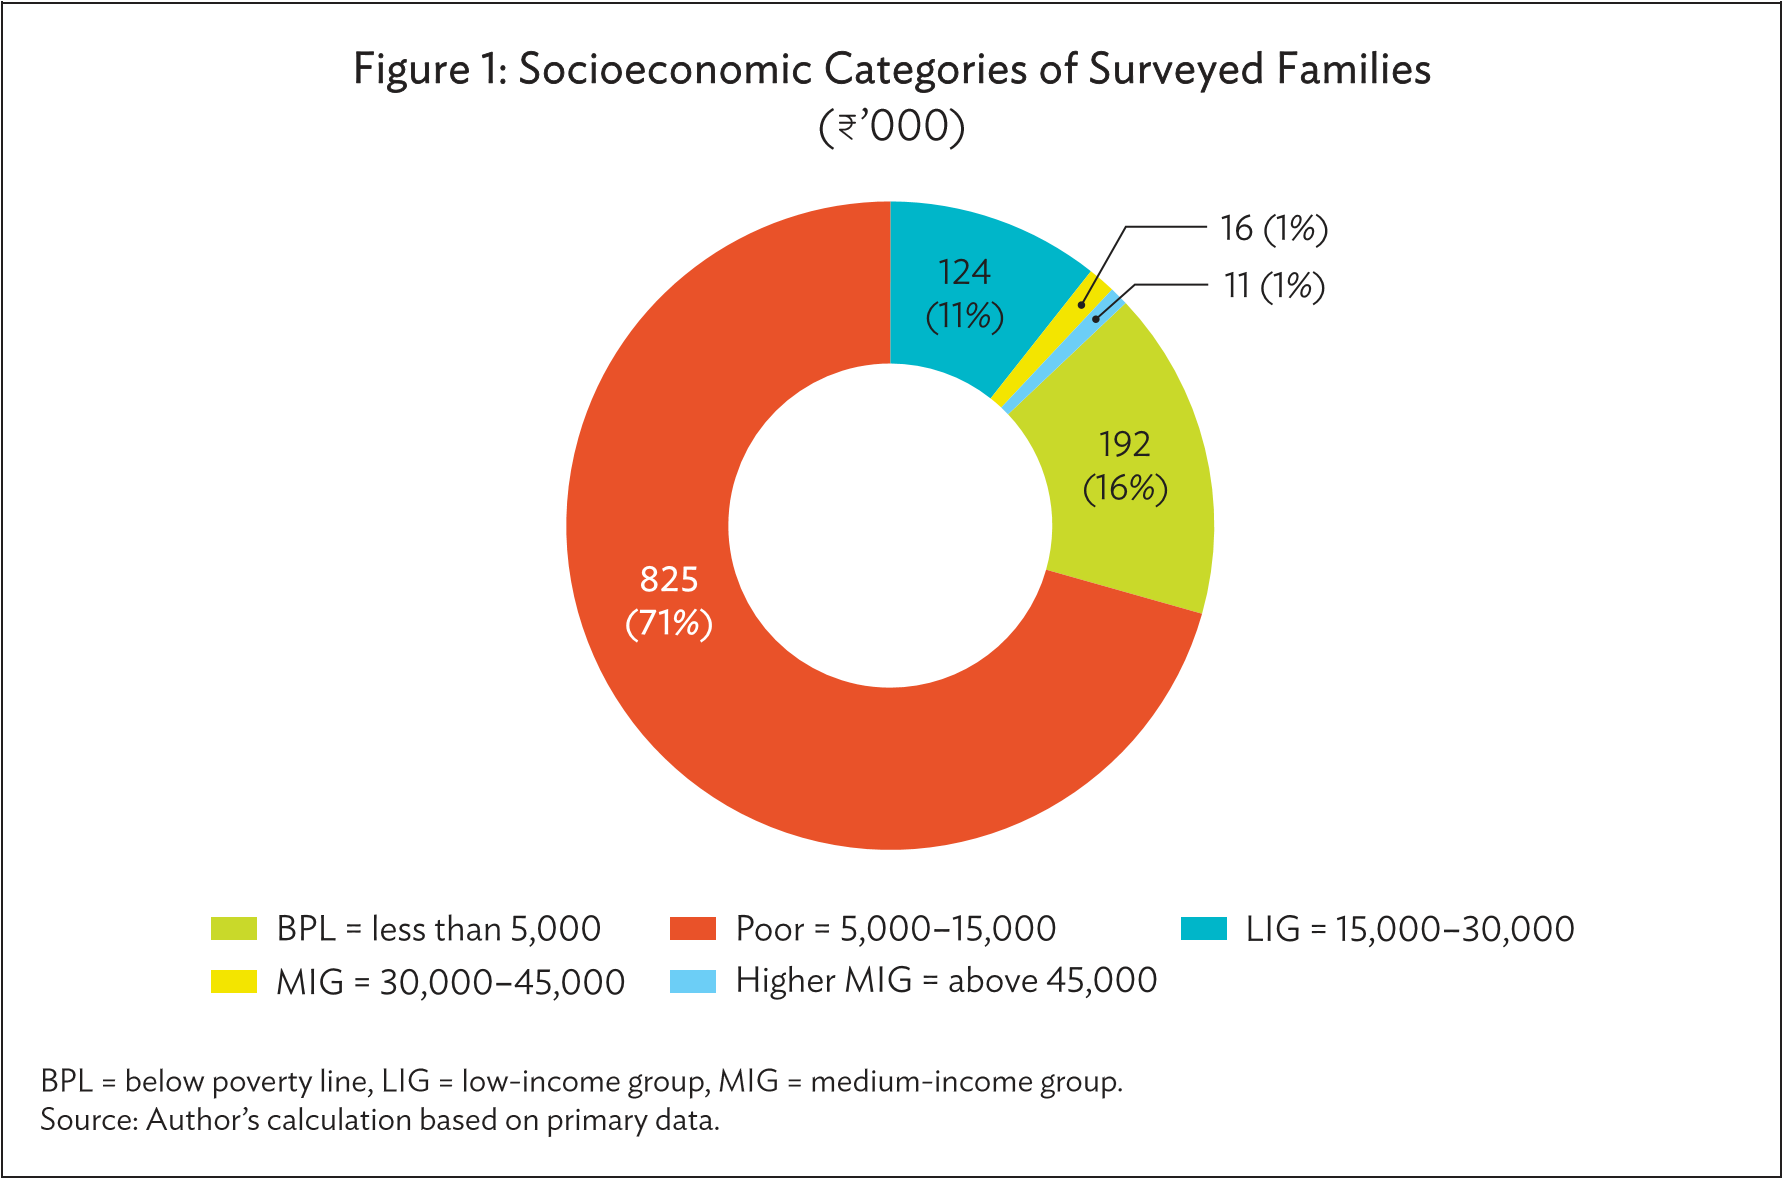 Figure 1: Socioeconomic Categories of Surveyed Families
(₹’000)
16 (1%)
11 (1%)
124
(11%)
192
(16%)
825
(71%)
BPL = less than 5,000
Poor = 5,000–15,000
LIG = 15,000–30,000
MIG = 30,000–45,000
Higher MIG = above 45,000
BPL = below poverty line, LIG = low-income group, MIG = medium-income group.
Source: Author’s calculation based on primary data.